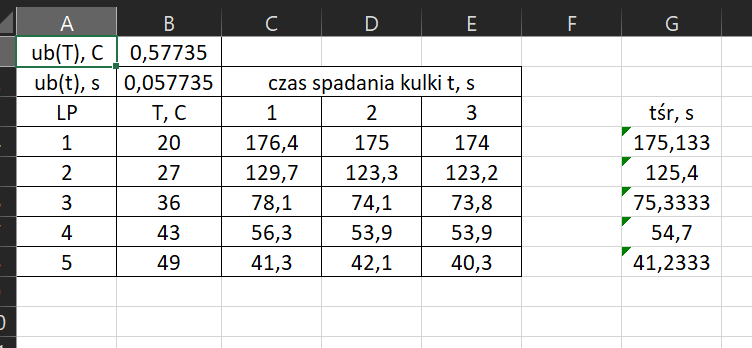 A B C D E F G
ub(T), C 0,57735
ub(t), s 0,057735 czas spadania kulki t, s
LP T, C 1 2 3 tśr, s
1 20 176,4 175 174 175,133
2 27 129,7 123,3 123,2 125,4
3 36 78,1 74,1 73,8 75,3333
4 43 56,3 53,9 53,9 54,7
5 49 41,3 42,1 40,3 41,2333